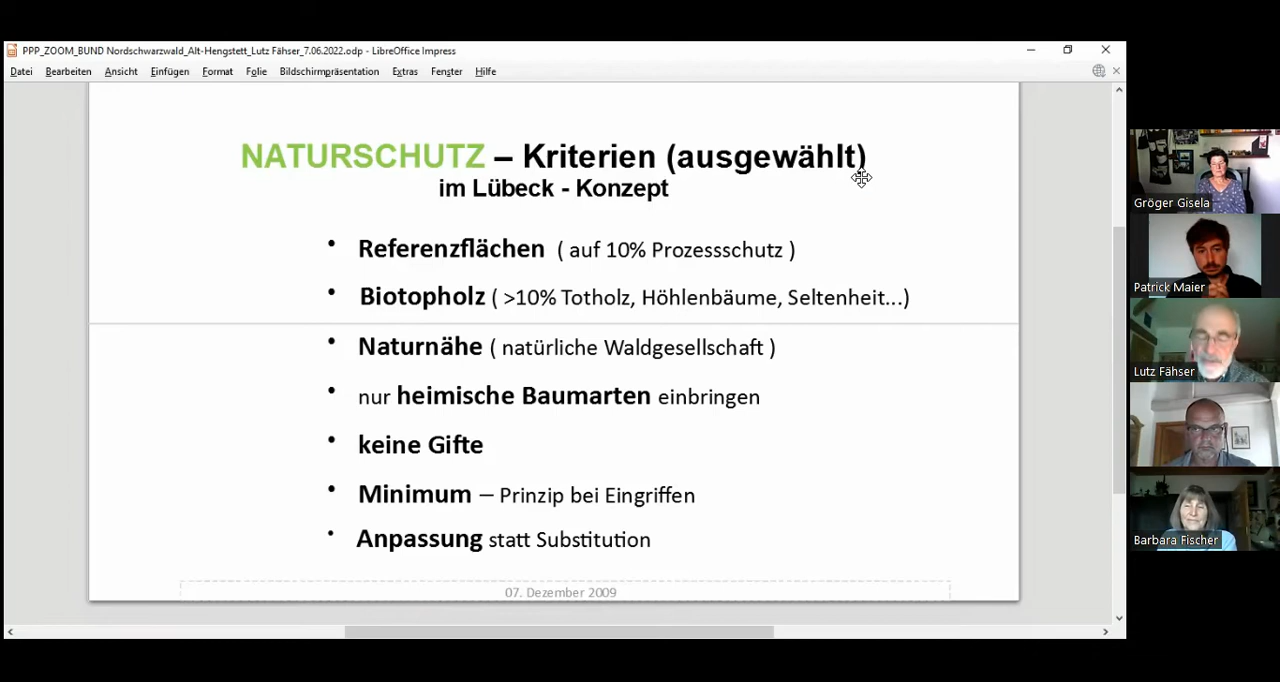 PPP_ZOOM_BUND Nordschwarzwald_Alt-Hengstett_Lutz Fähser_7.06.2022.odp - LibreOffice Impress
Datei Bearbeiten Ansicht Einfügen Format Folie Bildschirmpräsentation Extras Fenster Hilfe
NATURSCHUTZ – Kriterien (ausgewählt)
im Lübeck - Konzept
• Referenzflächen ( auf 10% Prozessschutz )
• Biotopholz ( >10% Totholz, Höhlenbäume, Seltenheit...)
• Naturnähe ( natürliche Waldgesellschaft )
• nur heimische Baumarten einbringen
• keine Gifte
• Minimum – Prinzip bei Eingriffen
• Anpassung statt Substitution
07. Dezember 2009
Gröger Gisela
Patrick Maier
Lutz Fähser
Barbara Fischer